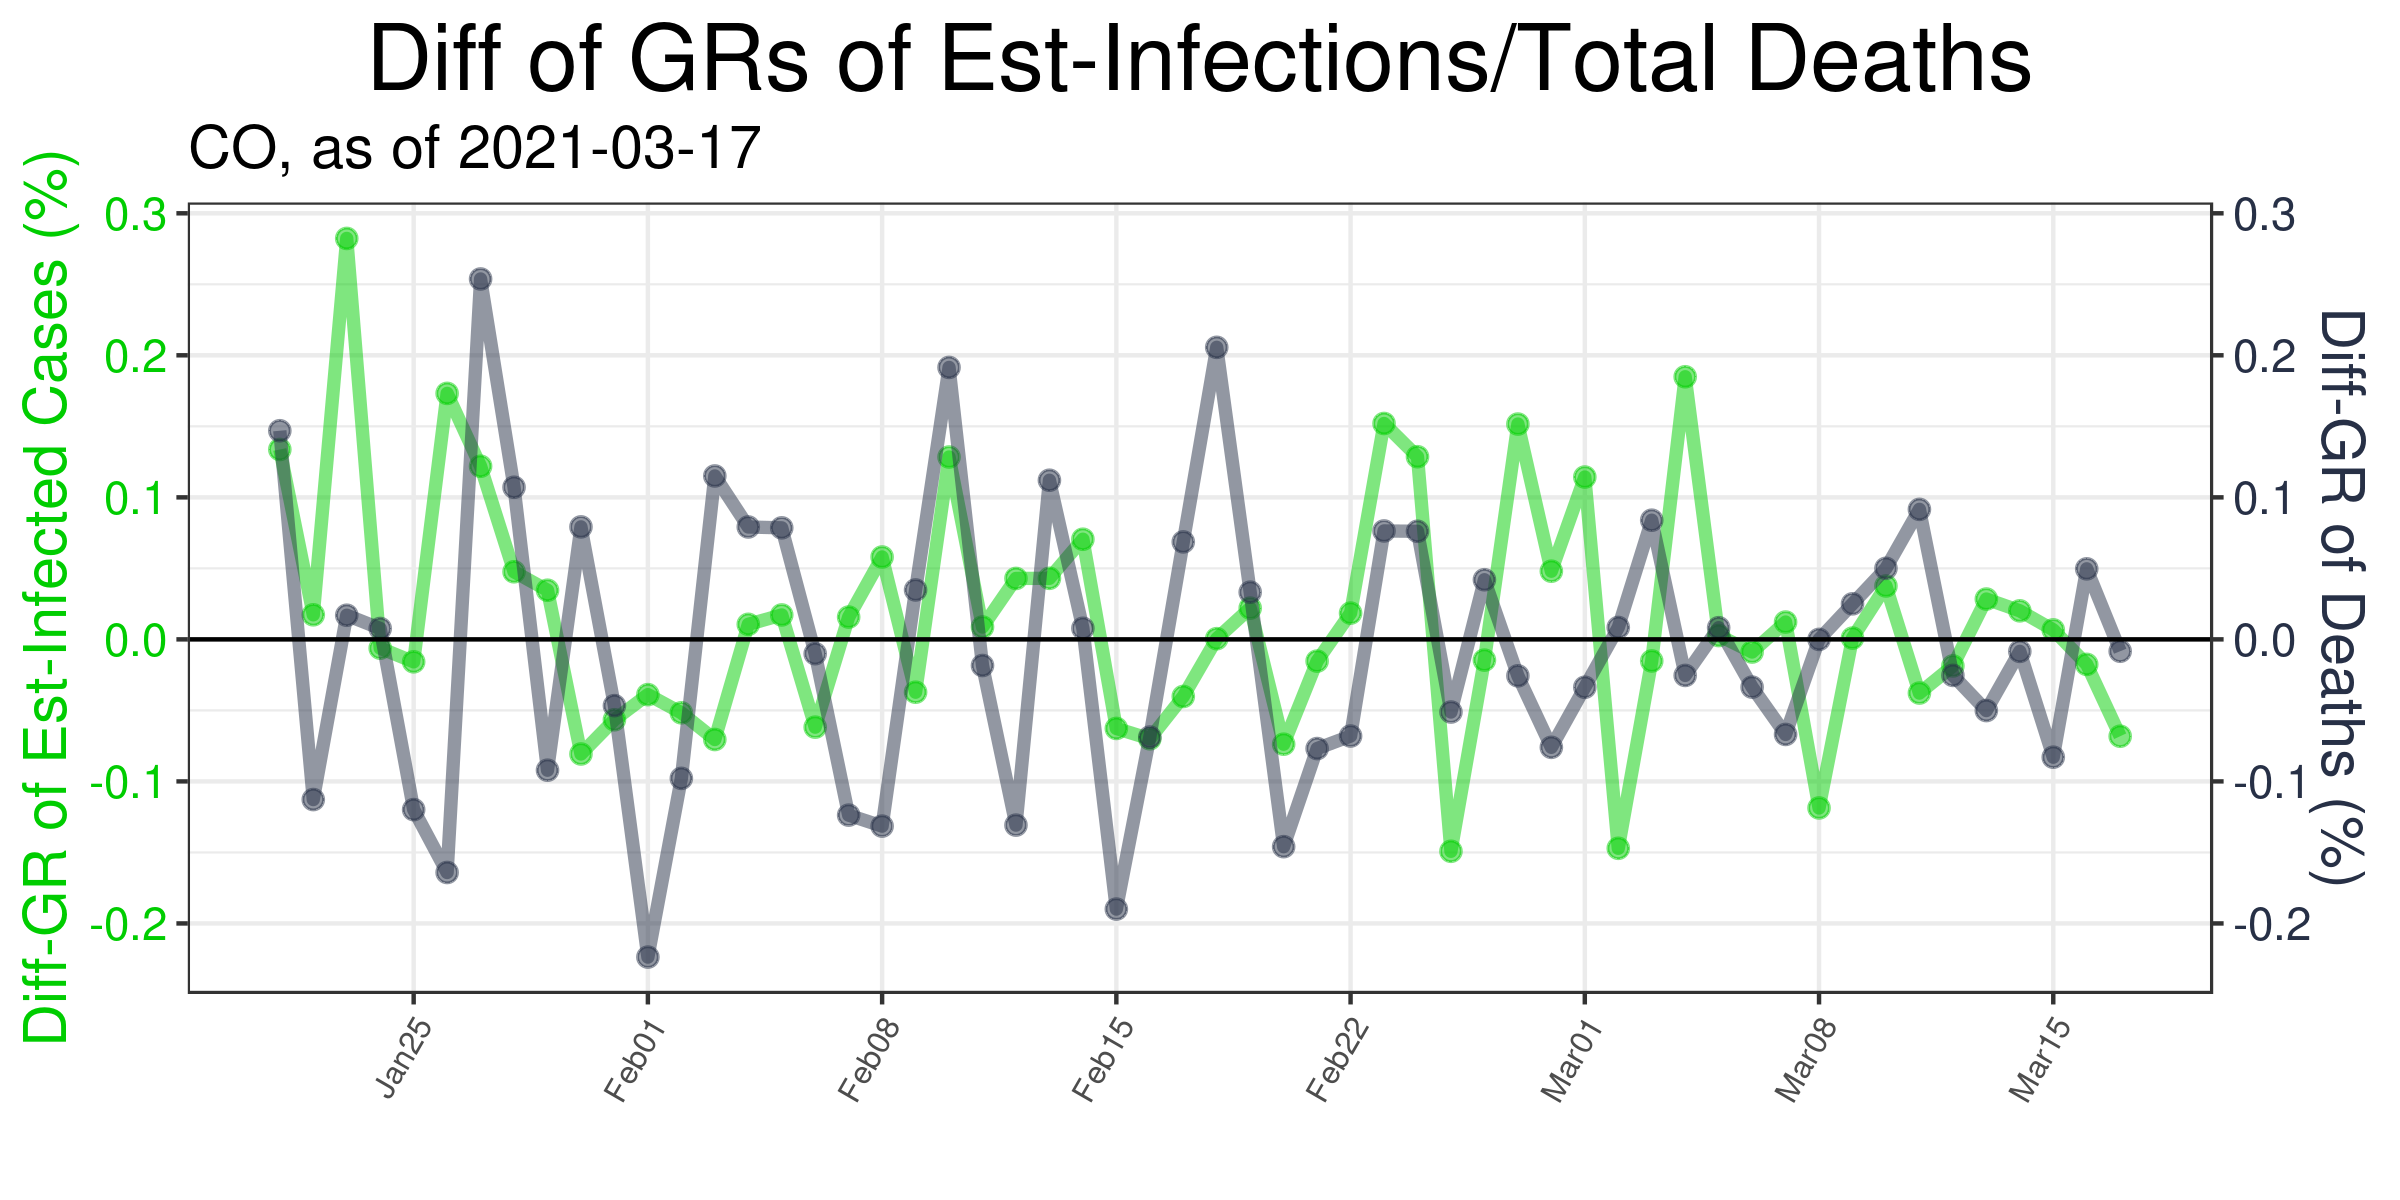 Diff of GRs of Est-Infections/Total Deaths
CO, as of 2021-03-17
Diff-GR of Est-Infected Cases (%)
0.3
0.2
0.1
0.0
-0.1
-0.2
0.3
0.2
0.1
0.0
-0.1
-0.2
Diff-GR of Deaths (%)
Jan25
Feb01
Feb08
Feb15
Feb22
Mar01
Mar08
Mar15